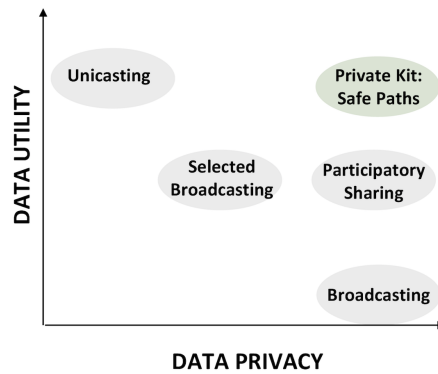 DATA UTILITY
Unicasting
Private Kit:
Safe Paths
Selected
Broadcasting
Participatory
Sharing
Broadcasting
DATA PRIVACY